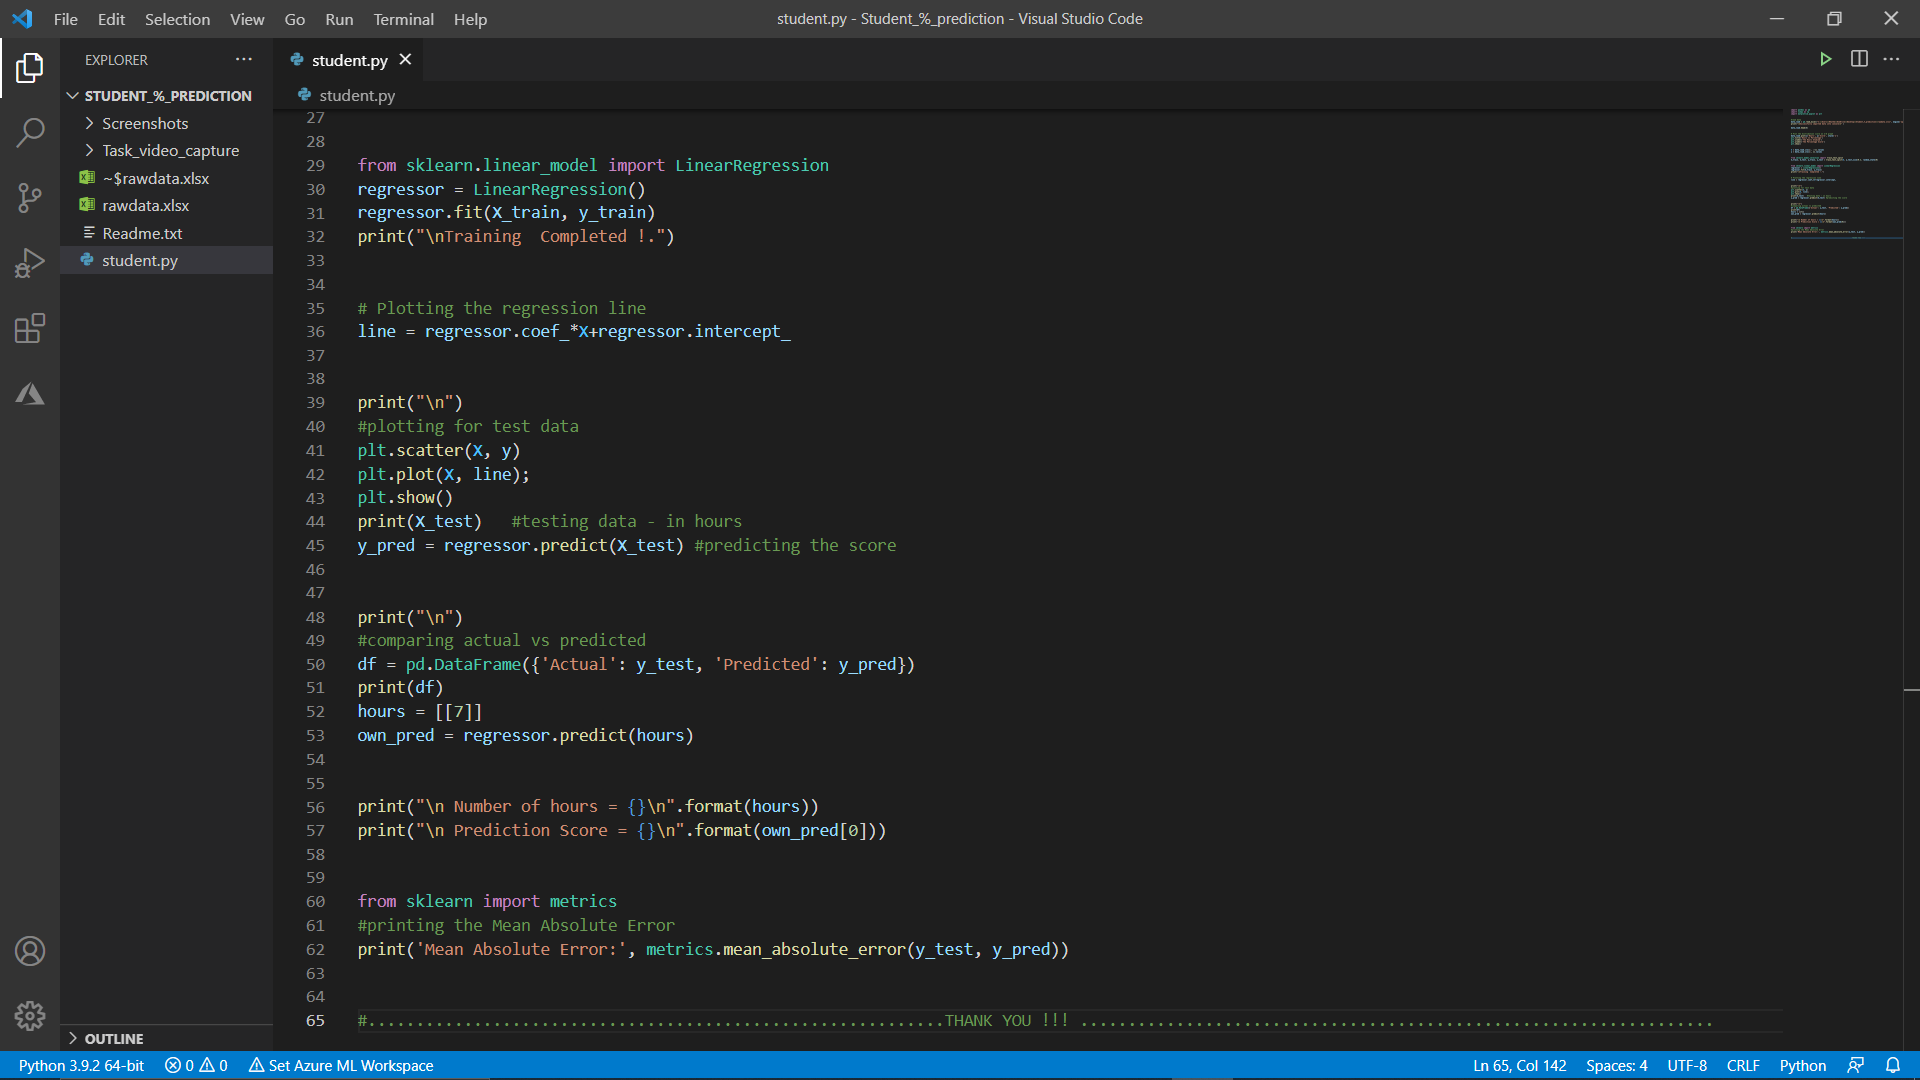 File Edit Selection View Go Run Terminal Help
student.py - Student_%_prediction - Visual Studio Code
EXPLORER
student.py
STUDENT_%_PREDICTION
Screenshots
Task_video_capture
~$rawdata.xlsx
rawdata.xlsx
Readme.txt
student.py
OUTLINE
student.py
27
28
29 from sklearn.linear_model import LinearRegression
30 regressor = LinearRegression()
31 regressor.fit(X_train, y_train)
32 print("\nTraining  Completed !.")
33
34
35 # Plotting the regression line
36 line = regressor.coef_*X+regressor.intercept_
37
38
39 print("\n")
40 #plotting for test data
41 plt.scatter(X, y)
42 plt.plot(X, line);
43 plt.show()
44 print(X_test)   #testing data - in hours
45 y_pred = regressor.predict(X_test) #predicting the score
46
47
48 print("\n")
49 #comparing actual vs predicted
50 df = pd.DataFrame({'Actual': y_test, 'Predicted': y_pred})
51 print(df)
52 hours = [[7]]
53 own_pred = regressor.predict(hours)
54
55
56 print("\n Number of hours = {}\n".format(hours))
57 print("\n Prediction Score = {}\n".format(own_pred[0]))
58
59
60 from sklearn import metrics
61 #printing the Mean Absolute Error
62 print('Mean Absolute Error:', metrics.mean_absolute_error(y_test, y_pred))
63
64
65 #............................................................THANK YOU !!! ..................................................................
Python 3.9.2 64-bit 0 0 Set Azure ML Workspace Ln 65, Col 142 Spaces: 4 UTF-8 CRLF Python